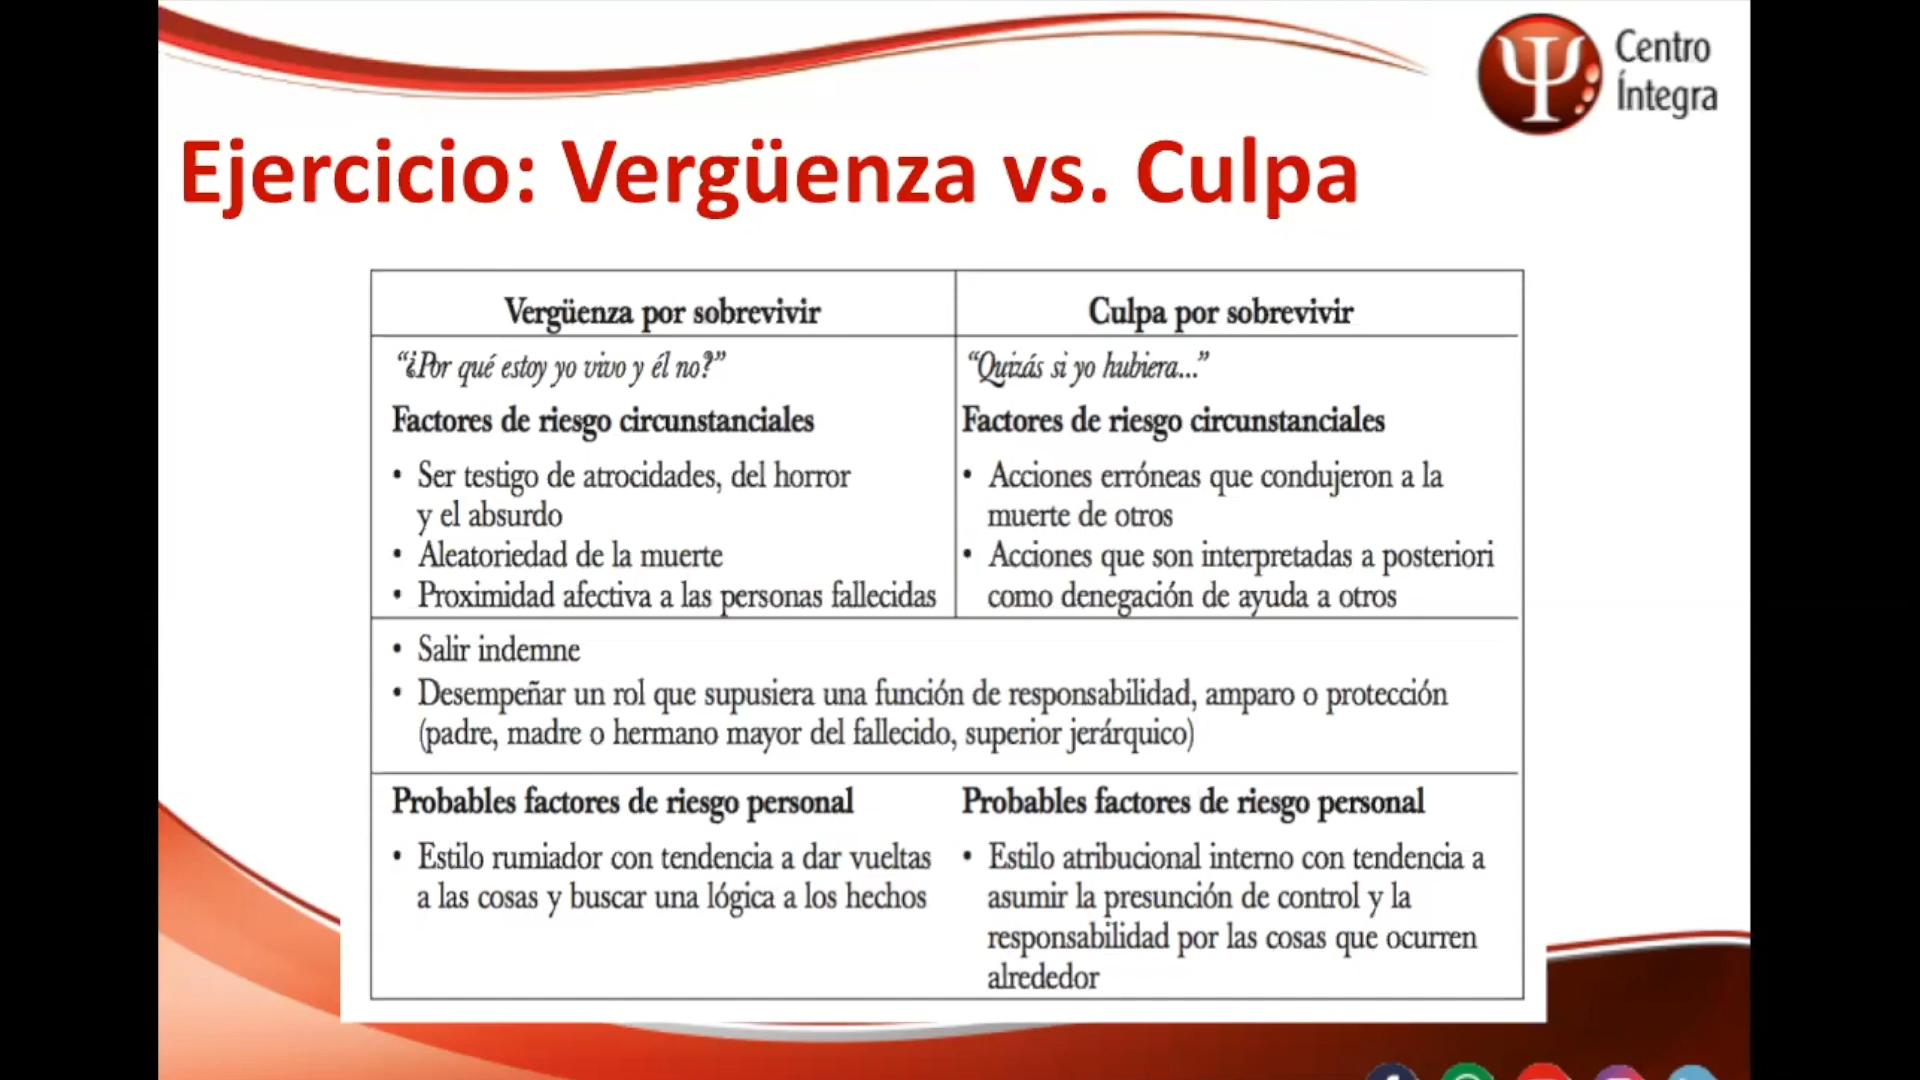 Centro
Íntegra
Ejercicio: Vergüenza vs. Culpa
Vergüenza por sobrevivir
“¿Por qué estoy yo vivo y él no?”
Factores de riesgo circunstanciales
• Ser testigo de atrocidades, del horror
y el absurdo
• Aleatoriedad de la muerte
• Proximidad afectiva a las personas fallecidas
Culpa por sobrevivir
“Quizás si yo hubiera...”
Factores de riesgo circunstanciales
• Acciones erróneas que condujeron a la
muerte de otros
• Acciones que son interpretadas a posteriori
como denegación de ayuda a otros
• Salir indemne
• Desempeñar un rol que supusiera una función de responsabilidad, amparo o protección
(padre, madre o hermano mayor del fallecido, superior jerárquico)
Probables factores de riesgo personal
• Estilo rumiador con tendencia a dar vueltas
a las cosas y buscar una lógica a los hechos
Probables factores de riesgo personal
• Estilo atribucional interno con tendencia a
asumir la presunción de control y la
responsabilidad por las cosas que ocurren
alrededor